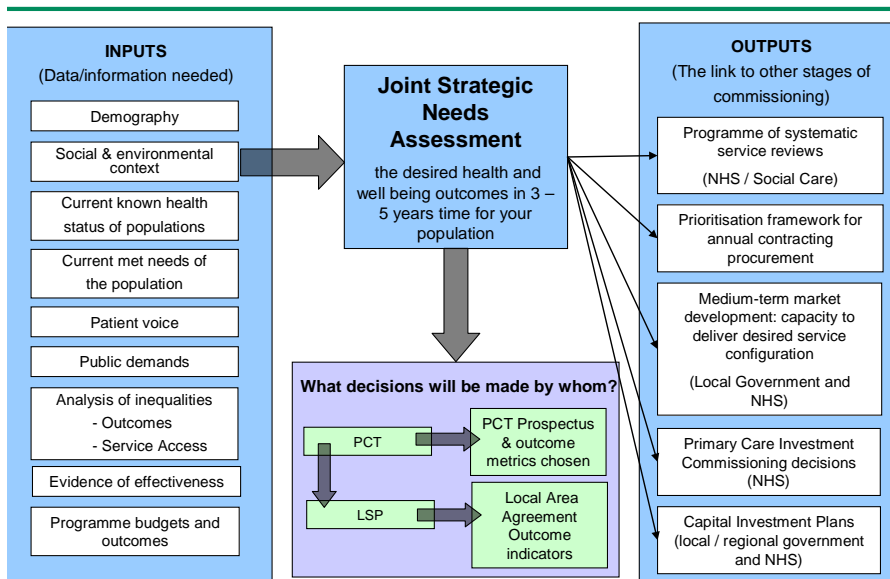 INPUTS
(Data/information needed)
Demography
Social & environmental
context
Current known health
status of populations
Current met needs of
the population
Patient voice
Public demands
Analysis of inequalities
- Outcomes
- Service Access
Evidence of effectiveness
Programme budgets and
outcomes
Joint Strategic
Needs
Assessment
the desired health and
well being outcomes in 3 –
5 years time for your
population
What decisions will be made by whom?
PCT
PCT Prospectus
& outcome
metrics chosen
LSP
Local Area
Agreement
Outcome
indicators
OUTPUTS
(The link to other stages of
commissioning)
Programme of systematic
service reviews
(NHS / Social Care)
Prioritisation framework for
annual contracting
procurement
Medium-term market
development: capacity to
deliver desired service
configuration
(Local Government and
NHS)
Primary Care Investment
Commissioning decisions
(NHS)
Capital Investment Plans
(local / regional government
and NHS)